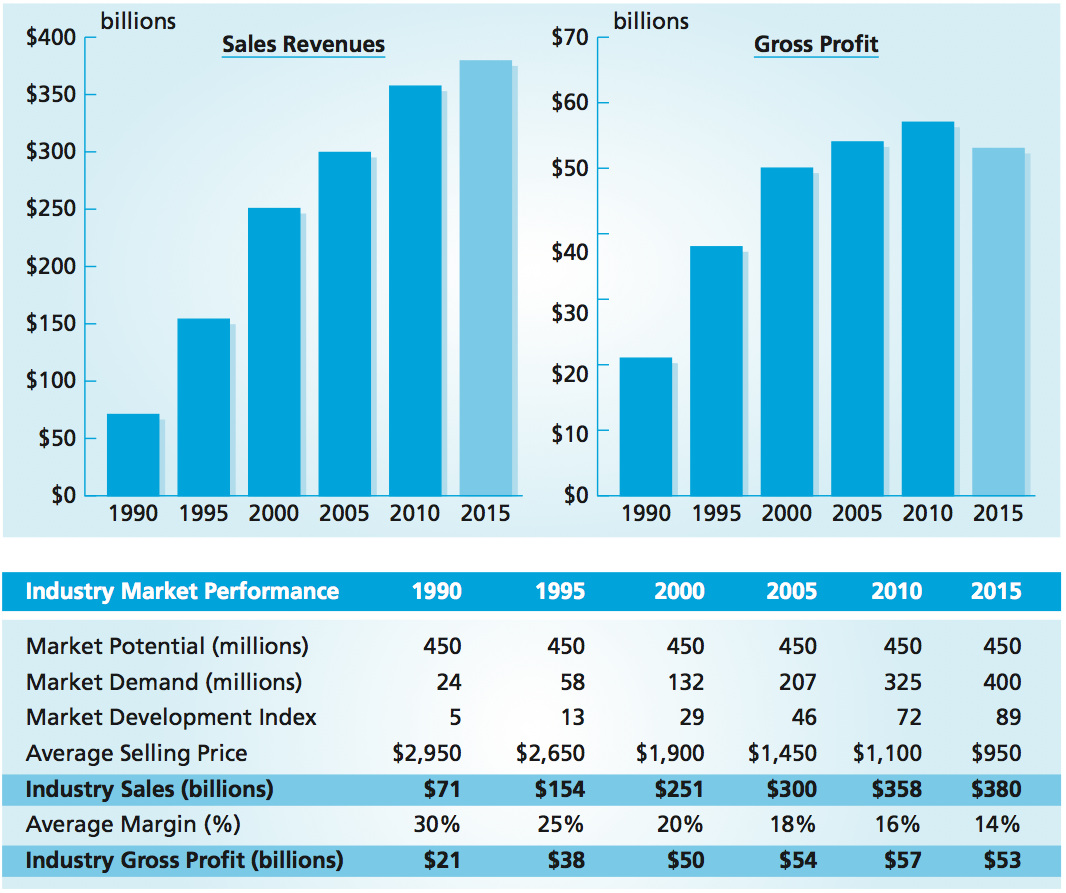 billions
Sales Revenues
$400
$350
$300
$250
$200
$150
$100
$50
$0
1990 1995 2000 2005 2010 2015
billions
Gross Profit
$70
$60
$50
$40
$30
$20
$10
$0
1990 1995 2000 2005 2010 2015
Industry Market Performance 1990 1995 2000 2005 2010 2015
Market Potential (millions) 450 450 450 450 450 450
Market Demand (millions) 24 58 132 207 325 400
Market Development Index 5 13 29 46 72 89
Average Selling Price $2,950 $2,650 $1,900 $1,450 $1,100 $950
Industry Sales (billions) $71 $154 $251 $300 $358 $380
Average Margin (%) 30% 25% 20% 18% 16% 14%
Industry Gross Profit (billions) $21 $38 $50 $54 $57 $53